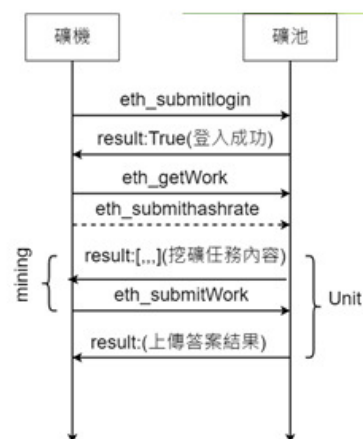 礦機
礦池
eth_submitlogin
result:True(登入成功)
eth_getWork
eth_submithashrate
result:[,,,](挖礦任務內容)
mining
eth_submitWork
Unit
result:(上傳答案結果)